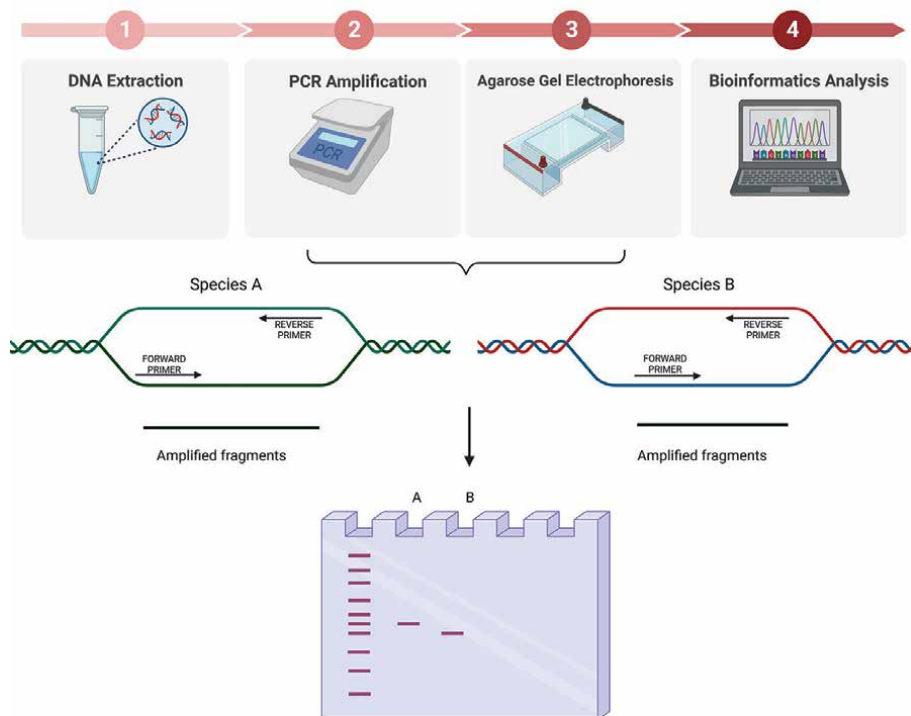 1
2
3
4
DNA Extraction
PCR Amplification
Agarose Gel Electrophoresis
Bioinformatics Analysis
PCR
Species A
Species B
REVERSE
PRIMER
FORWARD
PRIMER
REVERSE
PRIMER
FORWARD
PRIMER
Amplified fragments
Amplified fragments
A
B